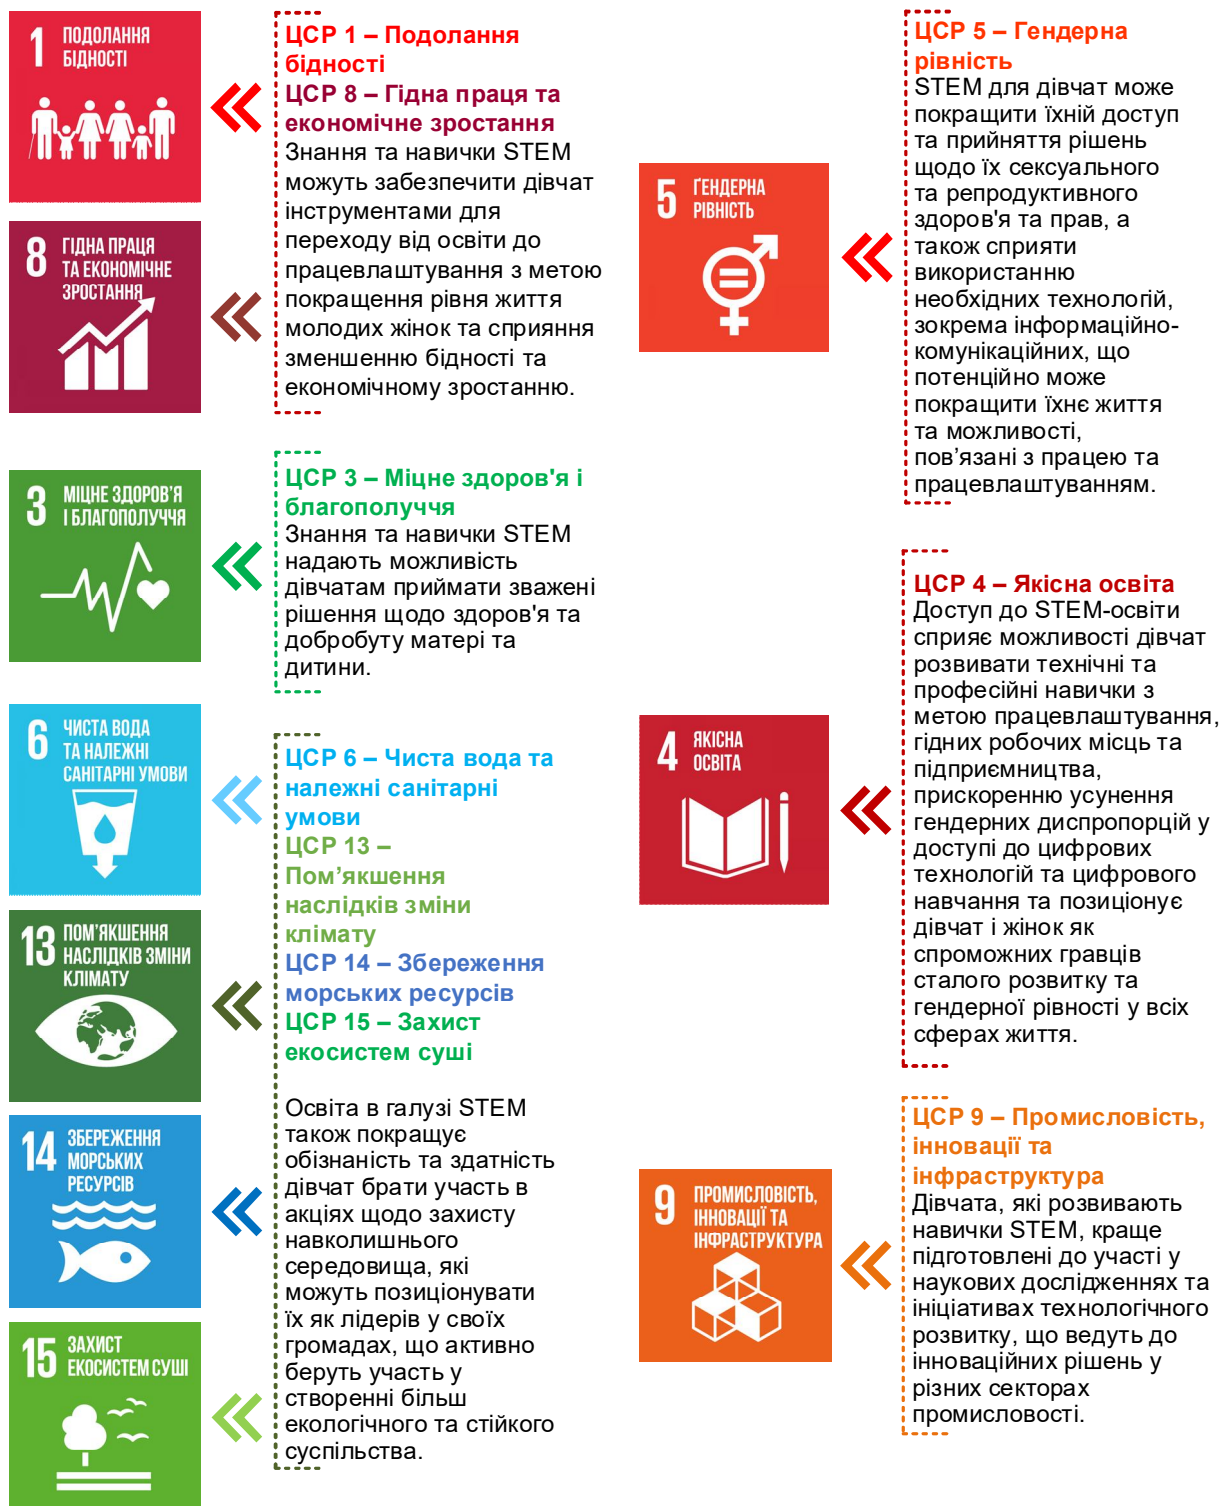 1 ПОДОЛАННЯ
БІДНОСТІ
ЦСР 1 – Подолання
бідності
ЦСР 8 – Гідна праця та
економічне зростання
Знання та навички STEM
можуть забезпечити дівчат
інструментами для
переходу від освіти до
працевлаштування з метою
покращення рівня життя
молодих жінок та сприяння
зменшенню бідності та
економічному зростанню.
8 ГІДНА ПРАЦЯ
ТА ЕКОНОМІЧНЕ
ЗРОСТАННЯ
3 МІЦНЕ ЗДОРОВ'Я
І БЛАГОПОЛУЧЧЯ
ЦСР 3 – Міцне здоров'я і
благополуччя
Знання та навички STEM
надають можливість
дівчатам приймати зважені
рішення щодо здоров'я та
добробуту матері та
дитини.
6 ЧИСТА ВОДА
ТА НАЛЕЖНІ
САНІТАРНІ УМОВИ
13 ПОМ'ЯКШЕННЯ
НАСЛІДКІВ ЗМІНИ
КЛІМАТУ
14 ЗБЕРЕЖЕННЯ
МОРСЬКИХ
РЕСУРСІВ
15 ЗАХИСТ
ЕКОСИСТЕМ СУШІ
ЦСР 6 – Чиста вода та
належні санітарні
умови
ЦСР 13 –
Пом’якшення
наслідків зміни
клімату
ЦСР 14 – Збереження
морських ресурсів
ЦСР 15 – Захист
екосистем суші
Освіта в галузі STEM
також покращує
обізнаність та здатність
дівчат брати участь в
акціях щодо захисту
навколишнього
середовища, які
можуть позиціонувати
їх як лідерів у своїх
громадах, що активно
беруть участь у
створенні більш
екологічного та стійкого
суспільства.
5 ҐЕНДЕРНА
РІВНІСТЬ
ЦСР 5 – Гендерна
рівність
STEM для дівчат може
покращити їхній доступ
та прийняття рішень
щодо їх сексуального
та репродуктивного
здоров'я та прав, а
також сприяти
використанню
необхідних технологій,
зокрема інформаційно-
комунікаційних, що
потенційно може
покращити їхнє життя
та можливості,
пов’язані з працею та
працевлаштуванням.
4 ЯКІСНА
ОСВІТА
ЦСР 4 – Якісна освіта
Доступ до STEM-освіти
сприяє можливості дівчат
розвивати технічні та
професійні навички з
метою працевлаштування,
гідних робочих місць та
підприємництва,
прискоренню усунення
гендерних диспропорцій у
доступі до цифрових
технологій та цифрового
навчання та позиціонує
дівчат і жінок як
спроможних гравців
сталого розвитку та
гендерної рівності у всіх
сферах життя.
9 ПРОМИСЛОВІСТЬ,
ІННОВАЦІЇ ТА
ІНФРАСТРУКТУРА
ЦСР 9 – Промисловість,
інновації та
інфраструктура
Дівчата, які розвивають
навички STEM, краще
підготовлені до участі у
наукових дослідженнях та
ініціативах технологічного
розвитку, що ведуть до
інноваційних рішень у
різних секторах
промисловості.